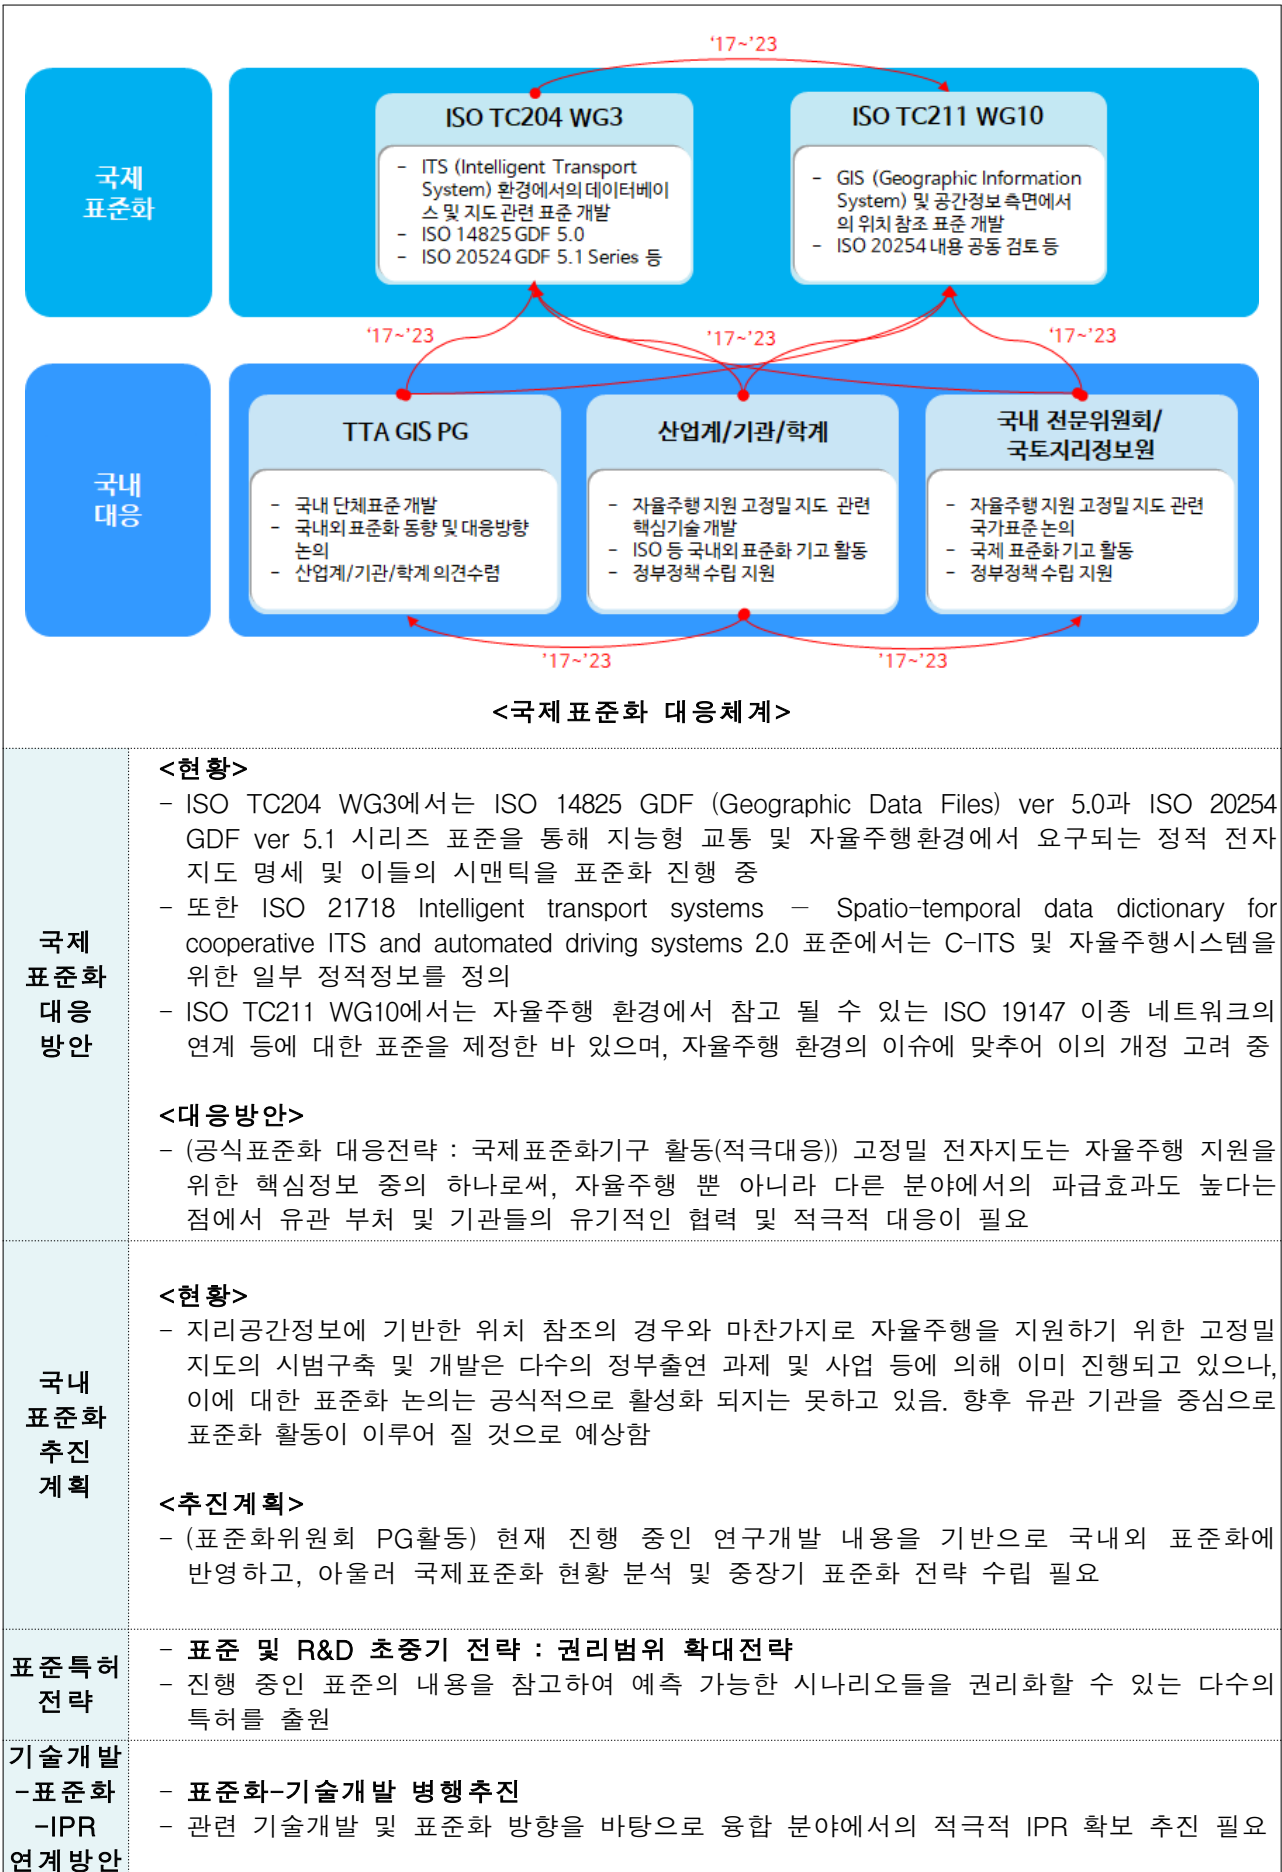 '17~'23
국제
표준화
ISO TC204 WG3
- ITS (Intelligent Transport
System) 환경에서의 데이터베이
스 및 지도 관련 표준 개발
- ISO 14825 GDF 5.0
- ISO 20524 GDF 5.1 Series 등
ISO TC211 WG10
- GIS (Geographic Information
System) 및 공간정보 측면에서
의 위치 참조 표준 개발
- ISO 20254 내용 공동 검토 등
'17~'23
'17~'23
'17~'23
국내
대응
TTA GIS PG
- 국내 단체표준 개발
- 국내외 표준화 동향 및 대응방향
논의
- 산업계/기관/학계 의견수렴
산업계/기관/학계
- 자율주행 지원 고정밀 지도 관련
핵심기술 개발
- ISO 등 국내외 표준화 기고 활동
- 정부정책 수립 지원
국내 전문위원회/
국토지리정보원
- 자율주행 지원 고정밀 지도 관련
국가표준 논의
- 국제 표준화 기고 활동
- 정부정책 수립 지원
'17~'23
'17~'23
<국제표준화 대응체계>
국제
표준화
대응
방안
<현황>
- ISO TC204 WG3에서는 ISO 14825 GDF (Geographic Data Files) ver 5.0과 ISO 20254
GDF ver 5.1 시리즈 표준을 통해 지능형 교통 및 자율주행환경에서 요구되는 정적 전자
지도 명세 및 이들의 시맨틱을 표준화 진행 중
- 또한 ISO 21718 Intelligent transport systems — Spatio-temporal data dictionary for
cooperative ITS and automated driving systems 2.0 표준에서는 C-ITS 및 자율주행시스템을
위한 일부 정적정보를 정의
- ISO TC211 WG10에서는 자율주행 환경에서 참고 될 수 있는 ISO 19147 이종 네트워크의
연계 등에 대한 표준을 제정한 바 있으며, 자율주행 환경의 이슈에 맞추어 이의 개정 고려 중
<대응방안>
- (공식표준화 대응전략 : 국제표준화기구 활동(적극대응)) 고정밀 전자지도는 자율주행 지원을
위한 핵심정보 중의 하나로써, 자율주행 뿐 아니라 다른 분야에서의 파급효과도 높다는
점에서 유관 부처 및 기관들의 유기적인 협력 및 적극적 대응이 필요
국내
표준화
추진
계획
<현황>
- 지리공간정보에 기반한 위치 참조의 경우와 마찬가지로 자율주행을 지원하기 위한 고정밀
지도의 시범구축 및 개발은 다수의 정부출연 과제 및 사업 등에 의해 이미 진행되고 있으나,
이에 대한 표준화 논의는 공식적으로 활성화 되지는 못하고 있음. 향후 유관 기관을 중심으로
표준화 활동이 이루어 질 것으로 예상함
<추진계획>
- (표준화위원회 PG활동) 현재 진행 중인 연구개발 내용을 기반으로 국내외 표준화에
반영하고, 아울러 국제표준화 현황 분석 및 중장기 표준화 전략 수립 필요
표준특허
전략
- 표준 및 R&D 초중기 전략 : 권리범위 확대전략
- 진행 중인 표준의 내용을 참고하여 예측 가능한 시나리오들을 권리화할 수 있는 다수의
특허를 출원
기술개발
-표준화
-IPR
연계방안
- 표준화-기술개발 병행추진
- 관련 기술개발 및 표준화 방향을 바탕으로 융합 분야에서의 적극적 IPR 확보 추진 필요